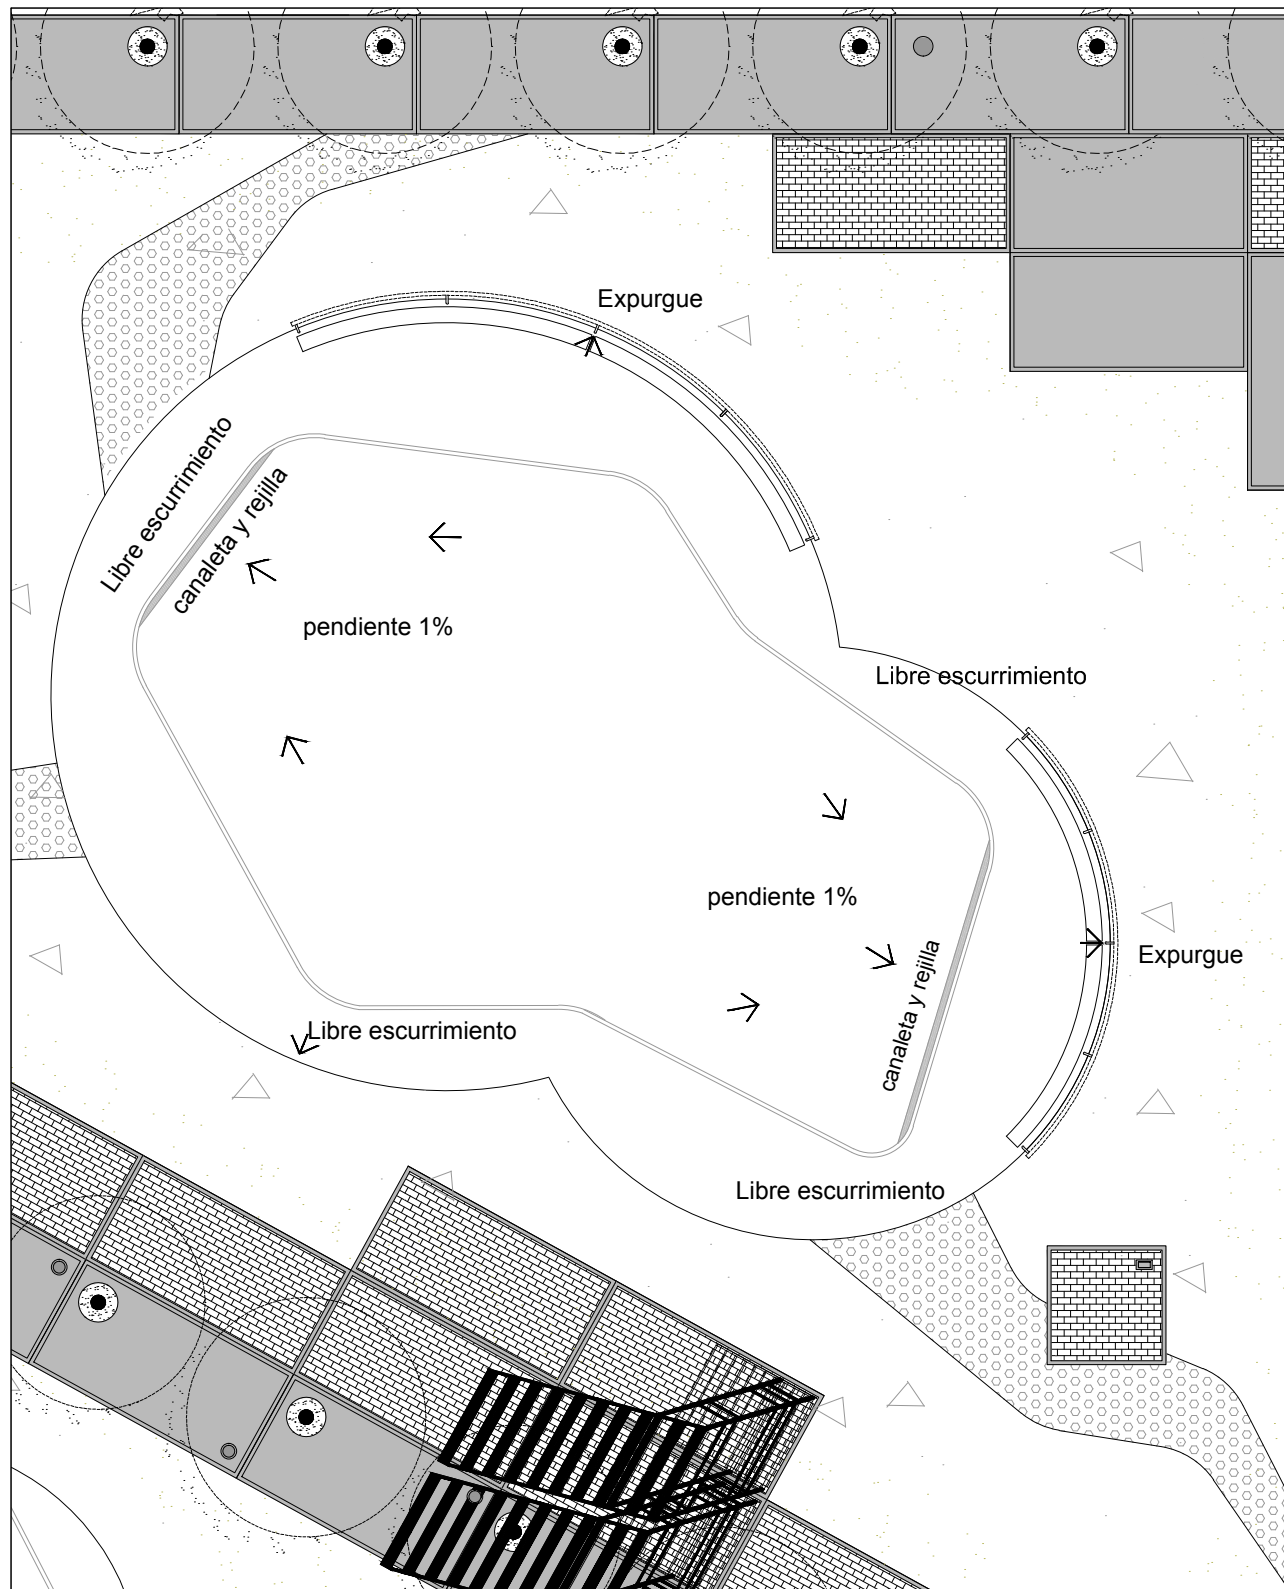 Expurgue
Libre escurrimiento
canaleta y rejilla
pendiente 1%
Libre escurrimiento
pendiente 1%
Expurgue
canaleta y rejilla
Libre escurrimiento
Libre escurrimiento